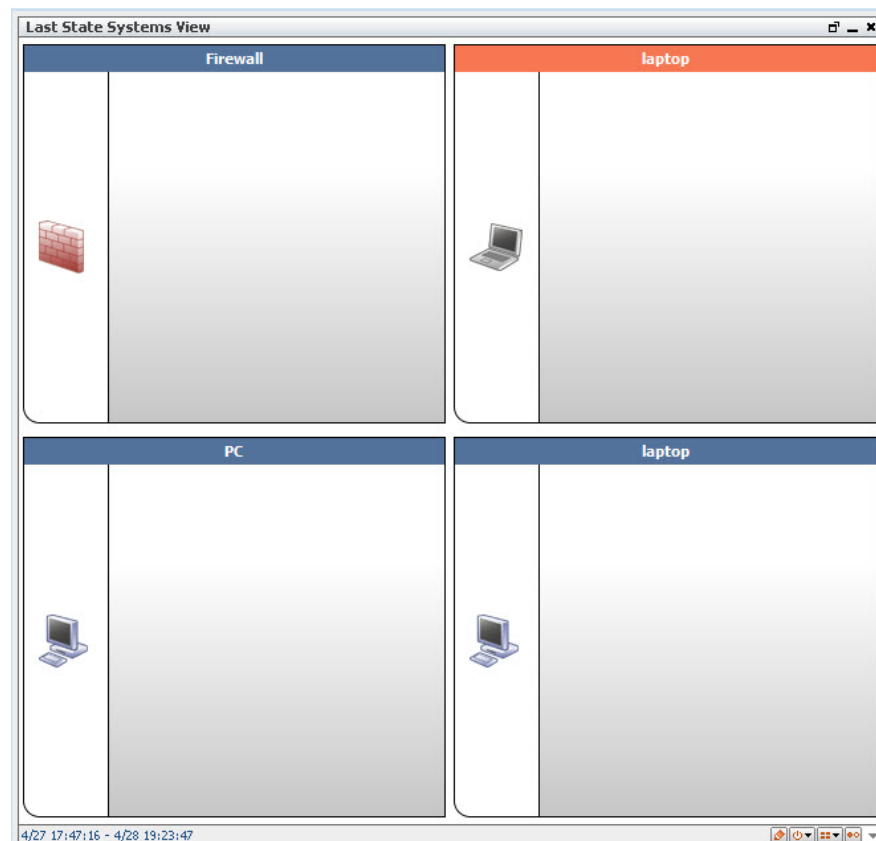 Last State Systems View
Firewall
laptop
PC
laptop
4/27 17:47:16 - 4/28 19:23:47